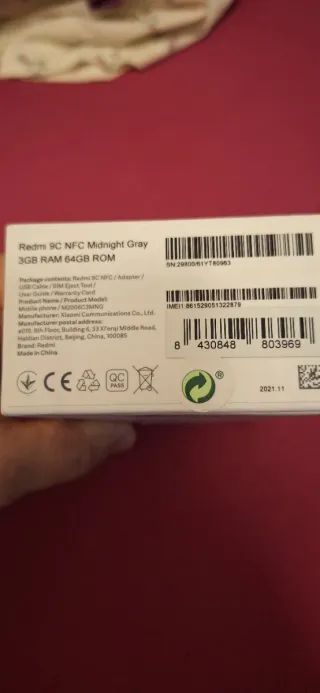 Redmi 9C NFC Midnight Gray
3GB RAM 64GB ROM
Package contents: Redmi 9C NFC / Adapter /
USB Cable / SIM Eject Tool /
User Guide / Warranty Card
Product Name / Product Model:
Mobile phone / M2006C3MNG
Manufacturer: Xiaomi Communications Co., Ltd.
Manufacturer postal address:
#019, 9th Floor, Building 6, 33 Xi'erqi Middle Road,
Haidian District, Beijing, China, 100085
Brand: Redmi
Made in China
SN:29800/61YT80963
IMEI1:861529051322879
8 430848 803969
CE
QC
PASS
®
2021.11